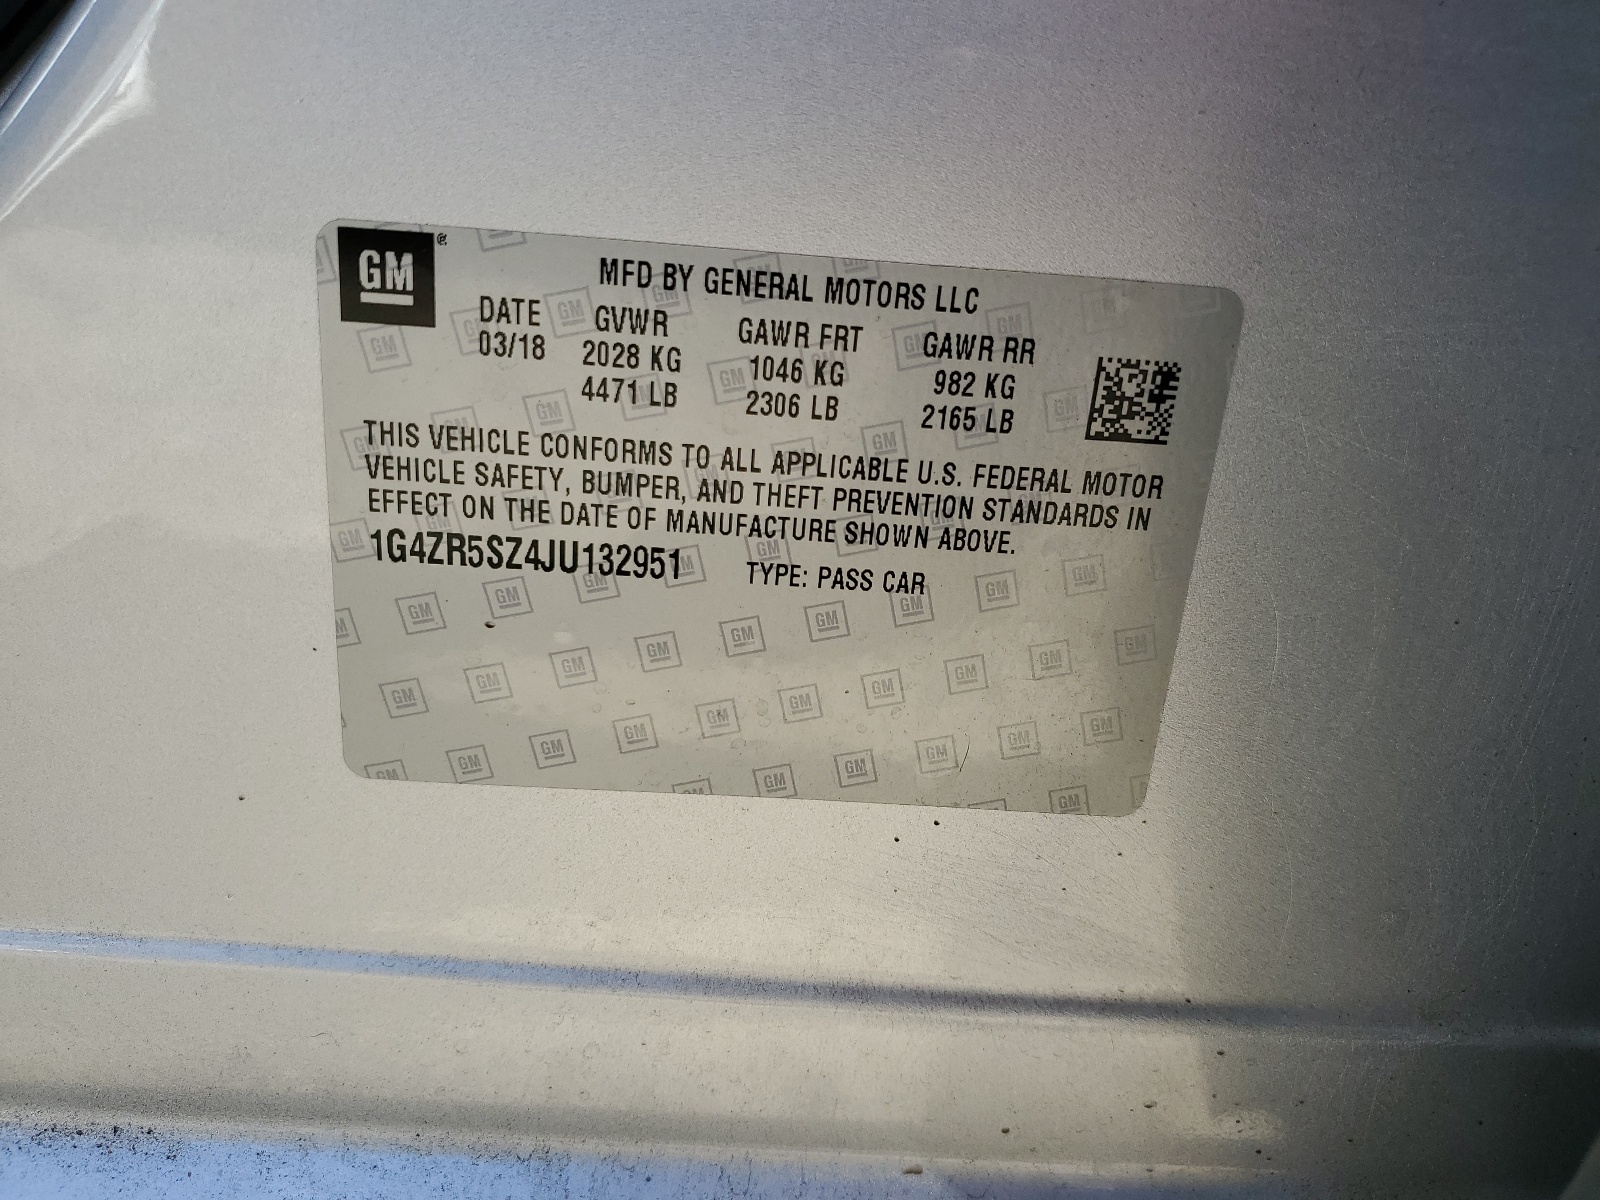 GM ®
MFD BY GENERAL MOTORS LLC
DATE GVWR GAWR FRT GAWR RR
03/18 2028 KG 1046 KG 982 KG
4471 LB 2306 LB 2165 LB
THIS VEHICLE CONFORMS TO ALL APPLICABLE U.S. FEDERAL MOTOR
VEHICLE SAFETY, BUMPER, AND THEFT PREVENTION STANDARDS IN
EFFECT ON THE DATE OF MANUFACTURE SHOWN ABOVE.
1G4ZR5SZ4JU132951 TYPE: PASS CAR